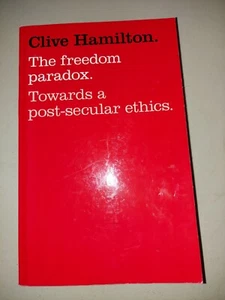 Clive Hamilton.
The freedom
paradox.
Towards a
post-secular ethics.